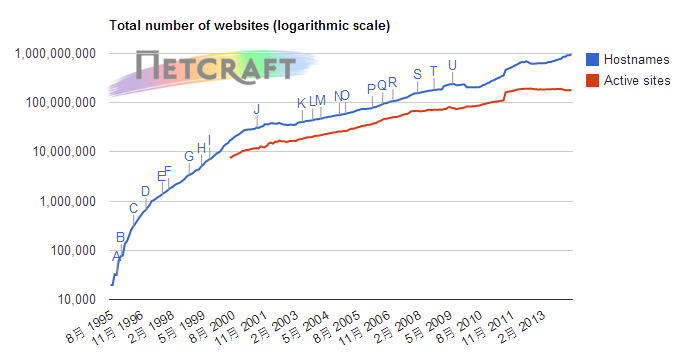 Total number of websites (logarithmic scale)
NETCRAFT
Hostnames
Active sites
1,000,000,000
100,000,000
10,000,000
1,000,000
100,000
10,000
A
B
C
D
E
F
G
H
I
J
K
L
M
N
O
P
Q
R
S
T
U
8月 1995
11月 1996
2月 1998
5月 1999
8月 2000
11月 2001
2月 2003
5月 2004
8月 2005
11月 2006
2月 2008
5月 2009
8月 2010
11月 2011
2月 2013